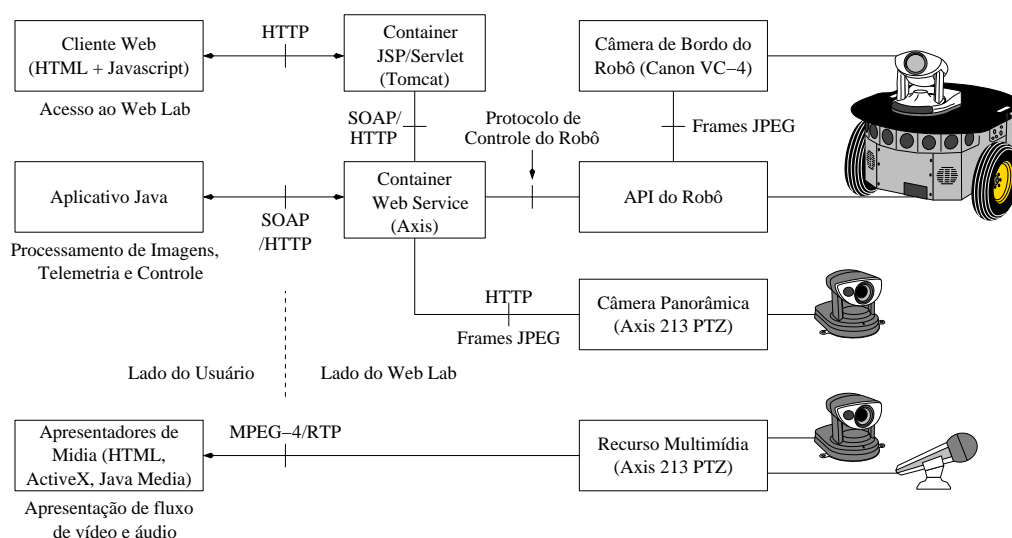 Cliente Web
(HTML + Javascript)
Acesso ao Web Lab
HTTP
Container
JSP/Servlet
(Tomcat)
Câmera de Bordo do
Robô (Canon VC−4)
SOAP/
HTTP
Protocolo de
Controle do Robô
Frames JPEG
Aplicativo Java
Processamento de Imagens,
Telemetria e Controle
SOAP
/HTTP
Container
Web Service
(Axis)
API do Robô
HTTP
Frames JPEG
Câmera Panorâmica
(Axis 213 PTZ)
Lado do Usuário
Lado do Web Lab
Apresentadores de
Midia (HTML,
ActiveX, Java Media)
Apresentação de fluxo
de vídeo e áudio
MPEG−4/RTP
Recurso Multimídia
(Axis 213 PTZ)